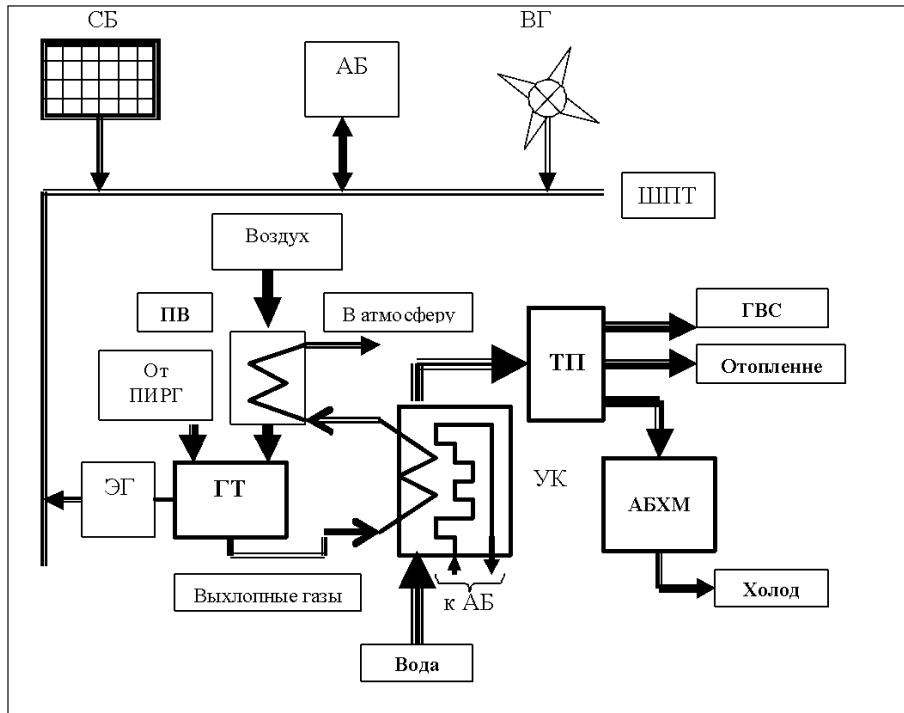 СБ
АБ
ВГ
ШПТ
Воздух
ПВ
В атмосферу
ГВС
ТП
Отопленне
От
ПИРГ
ЭГ
ГТ
УК
АБХМ
Выхлопные газы
к АБ
Холод
Вода